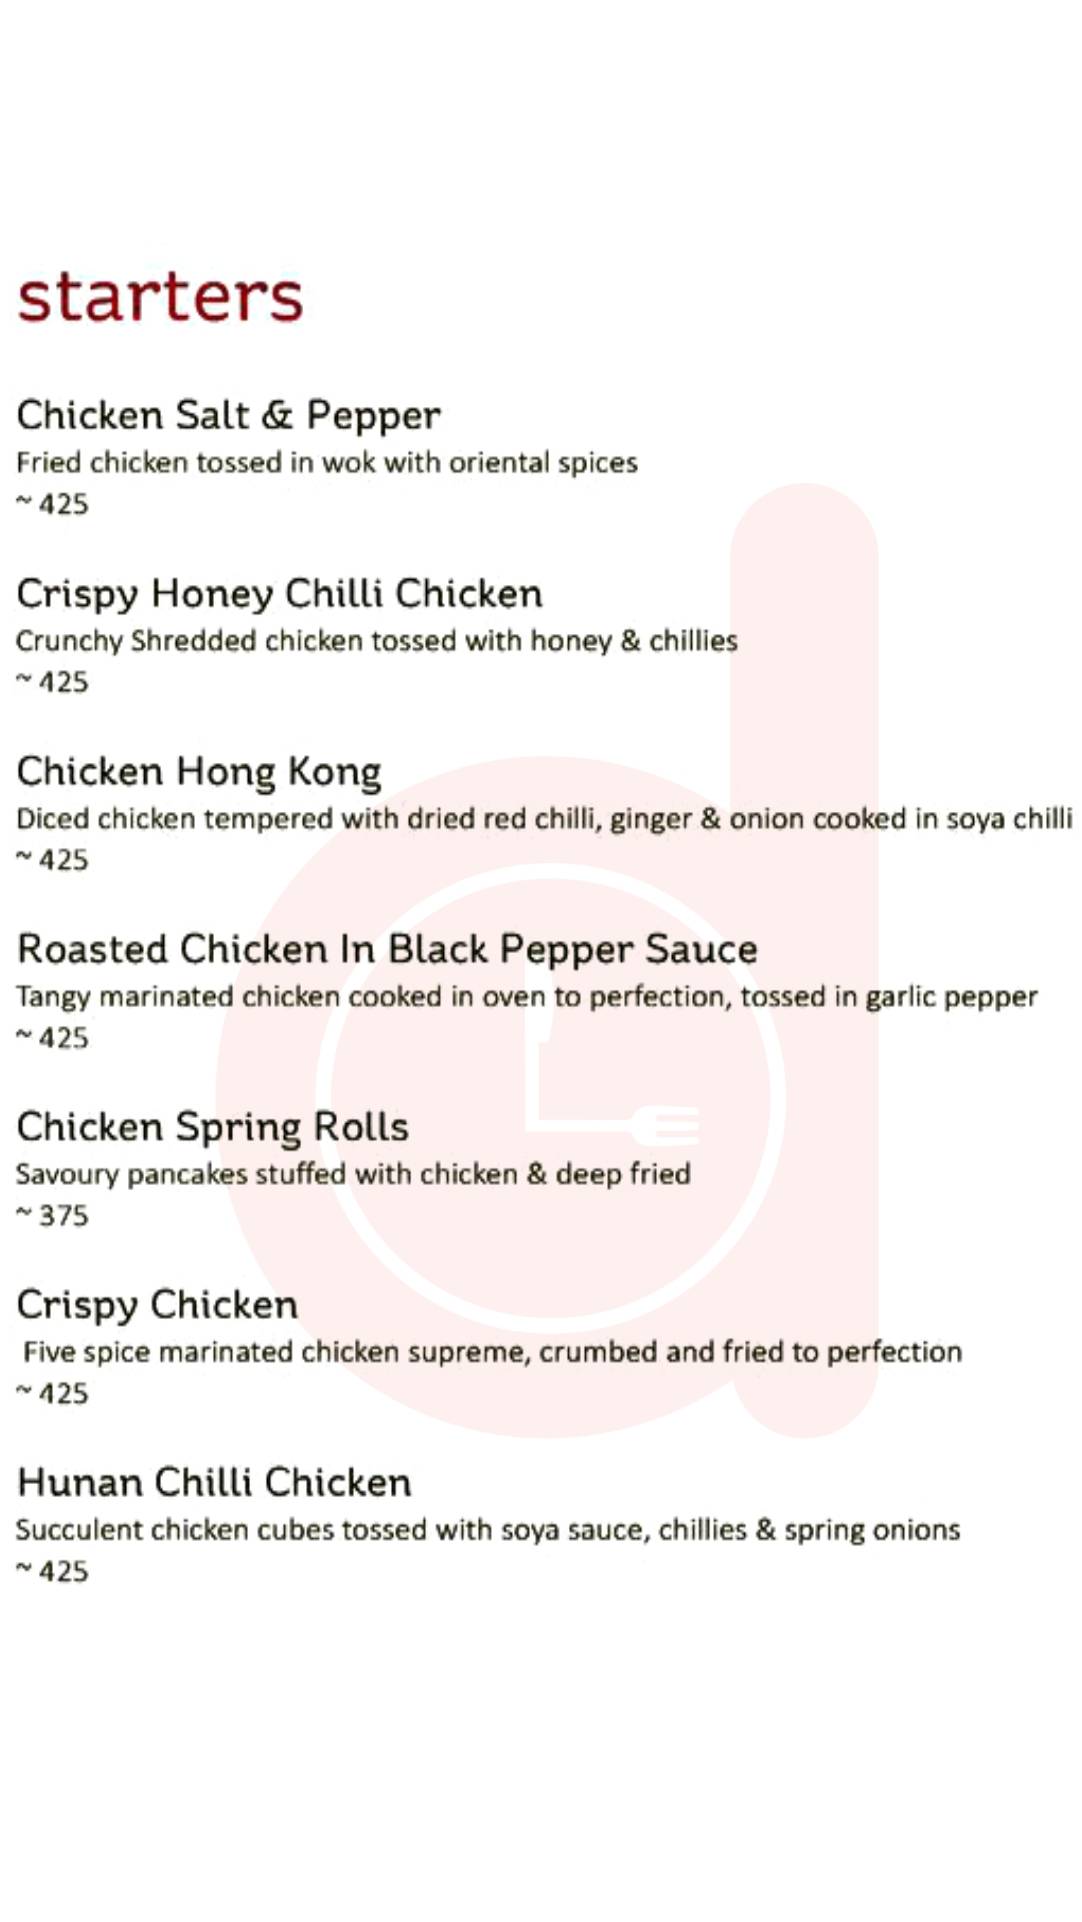 starters
Chicken Salt & Pepper
Fried chicken tossed in wok with oriental spices
~ 425
Crispy Honey Chilli Chicken
Crunchy Shredded chicken tossed with honey & chillies
~ 425
Chicken Hong Kong
Diced chicken tempered with dried red chilli, ginger & onion cooked in soya chilli
~ 425
Roasted Chicken In Black Pepper Sauce
Tangy marinated chicken cooked in oven to perfection, tossed in garlic pepper
~ 425
Chicken Spring Rolls
Savoury pancakes stuffed with chicken & deep fried
~ 375
Crispy Chicken
Five spice marinated chicken supreme, crumbed and fried to perfection
~ 425
Hunan Chilli Chicken
Succulent chicken cubes tossed with soya sauce, chillies & spring onions
~ 425